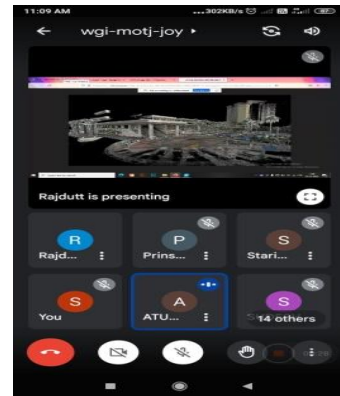 11:09 AM ...302KB/s
wgi-motj-joy
Rajdutt is presenting
R P S
Rajd... Prins... Stari...
S A S
You ATU... 14 others